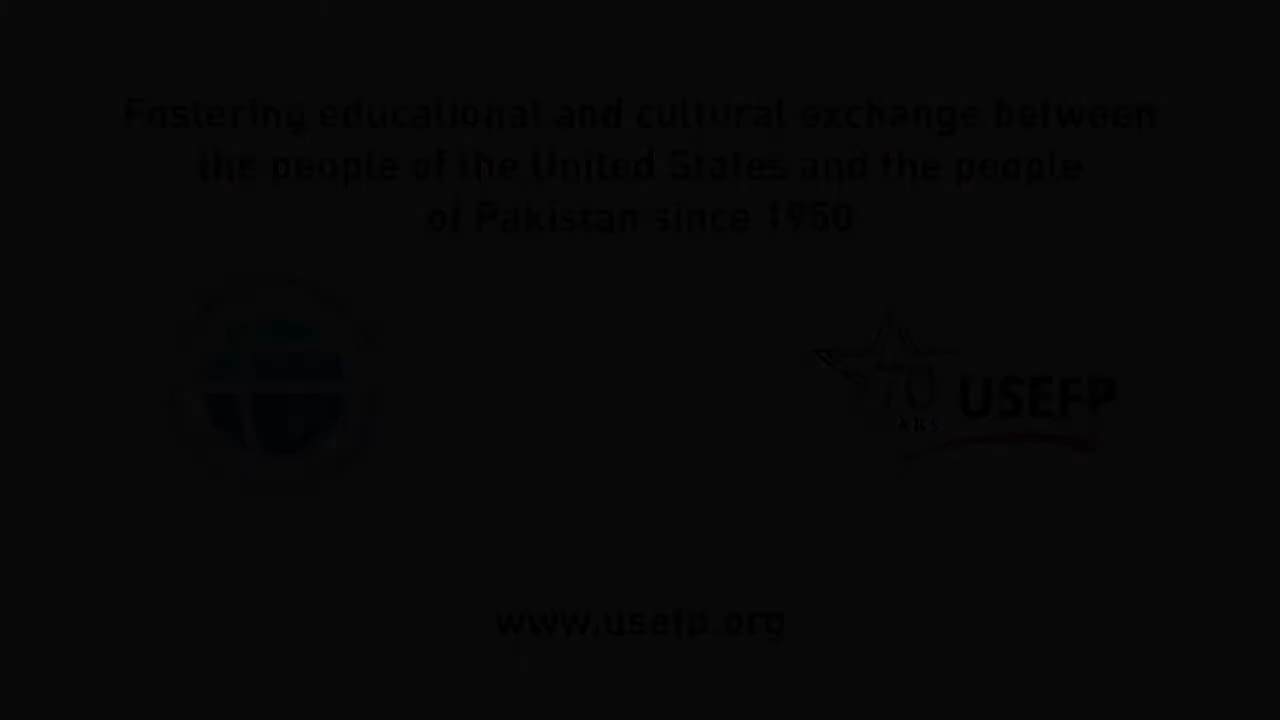 Fostering educational and cultural exchange between
the people of the United States and the people
of Pakistan since 1950
70
USEFP
www.usefp.org